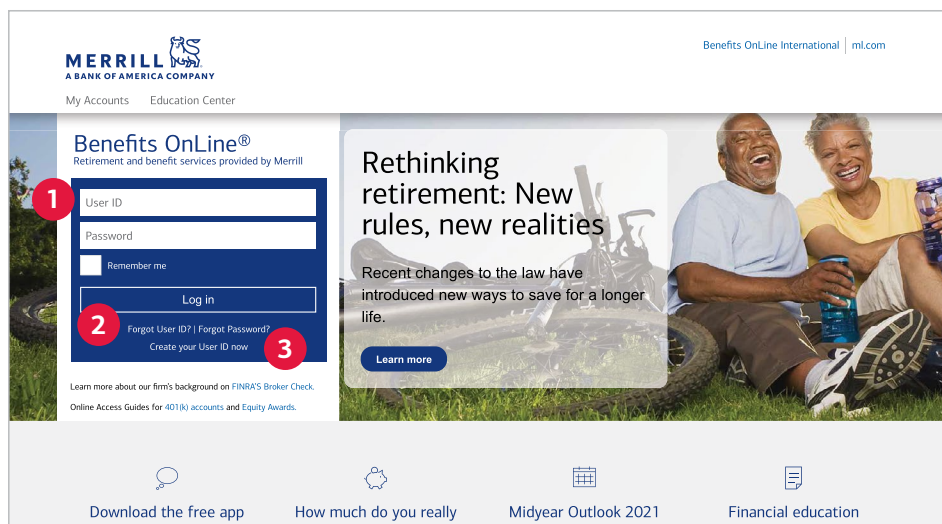 MERRILL
A BANK OF AMERICA COMPANY
Benefits OnLine International | ml.com
My Accounts Education Center
Benefits OnLine®
Retirement and benefit services provided by Merrill
1
User ID
Password
Remember me
Log in
2
Forgot User ID? | Forgot Password?
Create your User ID now
3
Learn more about our firm's background on FINRA'S Broker Check.
Online Access Guides for 401(k) accounts and Equity Awards.
Rethinking
retirement: New
rules, new realities
Recent changes to the law have
introduced new ways to save for a longer
life.
Learn more
Download the free app
How much do you really
Midyear Outlook 2021
Financial education